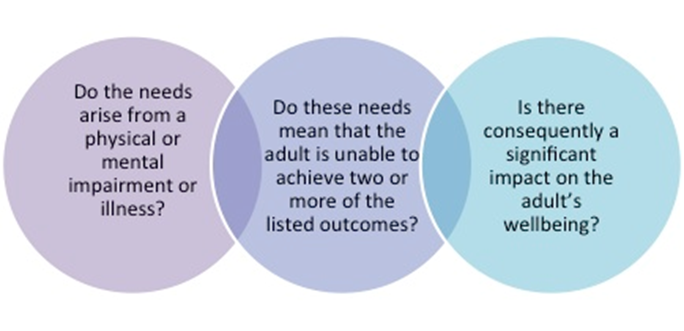 Do the needs
arise from a
physical or
mental
impairment or
illness?
Do these needs
mean that the
adult is unable to
achieve two or
more of the
listed outcomes?
Is there
consequently a
significant
impact on the
adult's
wellbeing?